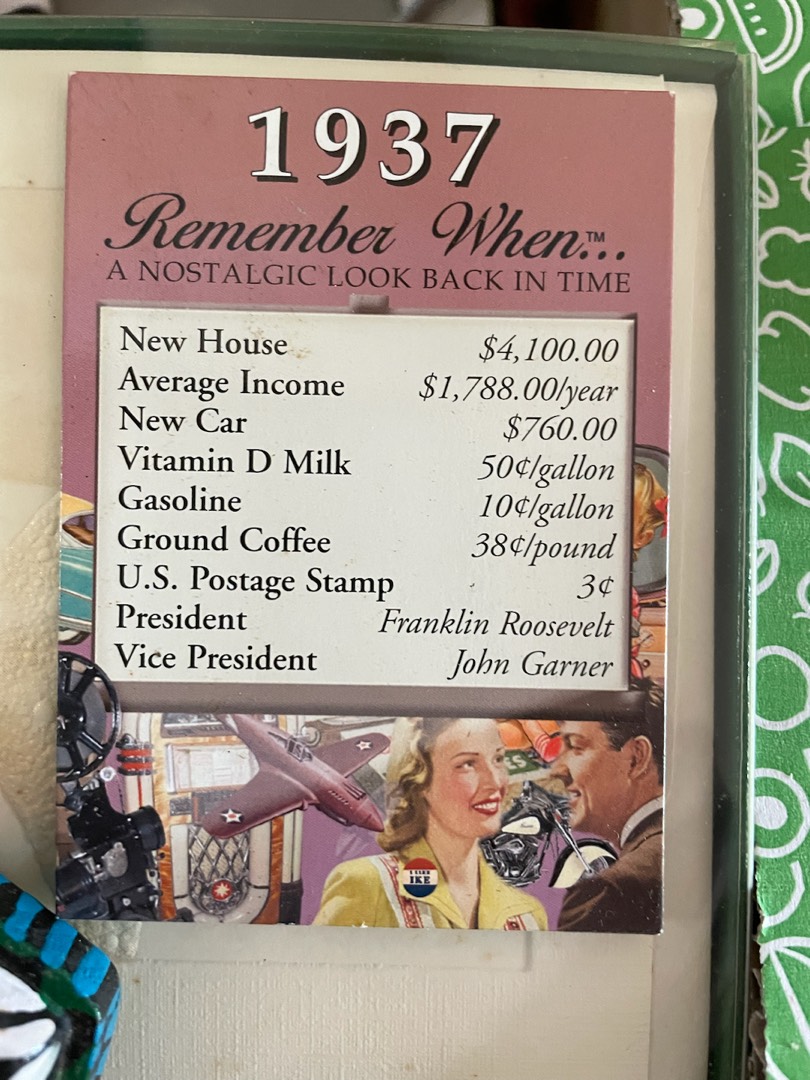 1937
Remember When™...
A NOSTALGIC LOOK BACK IN TIME
New House $4,100.00
Average Income $1,788.00/year
New Car $760.00
Vitamin D Milk 50¢/gallon
Gasoline 10¢/gallon
Ground Coffee 38¢/pound
U.S. Postage Stamp 3¢
President Franklin Roosevelt
Vice President John Garner
I LIKE
IKE